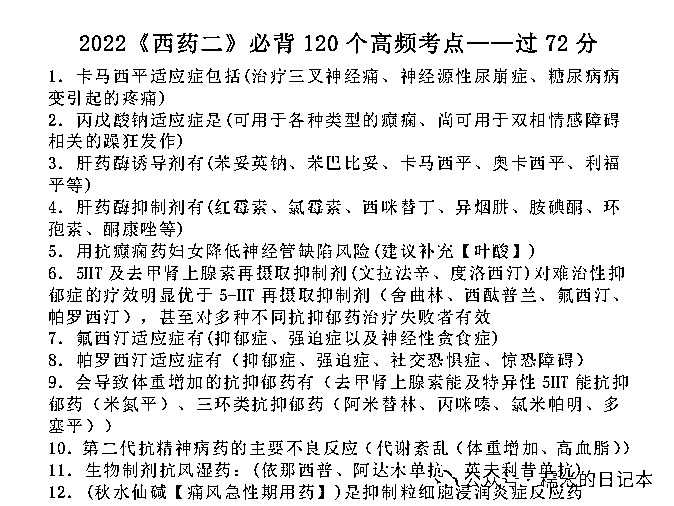 2022《西药二》必背120个高频考点——过72分
1. 卡马西平适应症包括(治疗三叉神经痛、神经源性尿崩症、糖尿病病
变引起的疼痛)
2. 丙戊酸钠适应症是(可用于各种类型的癫痫、尚可用于双相情感障碍
相关的躁狂发作)
3. 肝药酶诱导剂有(苯妥英钠、苯巴比妥、卡马西平、奥卡西平、利福
平等)
4. 肝药酶抑制剂有(红霉素、氯霉素、西咪替丁、异烟肼、胺碘酮、环
孢素、酮康唑等)
5. 用抗癫痫药妇女降低神经管缺陷风险(建议补充【叶酸】)
6. 5HT及去甲肾上腺素再摄取抑制剂(文拉法辛、度洛西汀)对难治性抑
郁症的疗效明显优于5-HT再摄取抑制剂（舍曲林、西酞普兰、氟西汀、
帕罗西汀），甚至对多种不同抗抑郁药治疗失败者有效
7. 氟西汀适应症有(抑郁症、强迫症以及神经性贪食症)
8. 帕罗西汀适应症有（抑郁症、强迫症、社交恐惧症、惊恐障碍）
9. 会导致体重增加的抗抑郁药有（去甲肾上腺素能及特异性5HT能抗抑
郁药（米氮平）、三环类抗抑郁药（阿米替林、丙咪嗪、氯米帕明、多
塞平））
10. 第二代抗精神病药的主要不良反应（代谢紊乱（体重增加、高血脂））
11. 生物制剂抗风湿药：(依那西普、阿达木单抗、英夫利昔单抗)
12. (秋水仙碱【痛风急性期用药】)是抑制粒细胞浸润炎症反应药
公众号·糯米的日记本